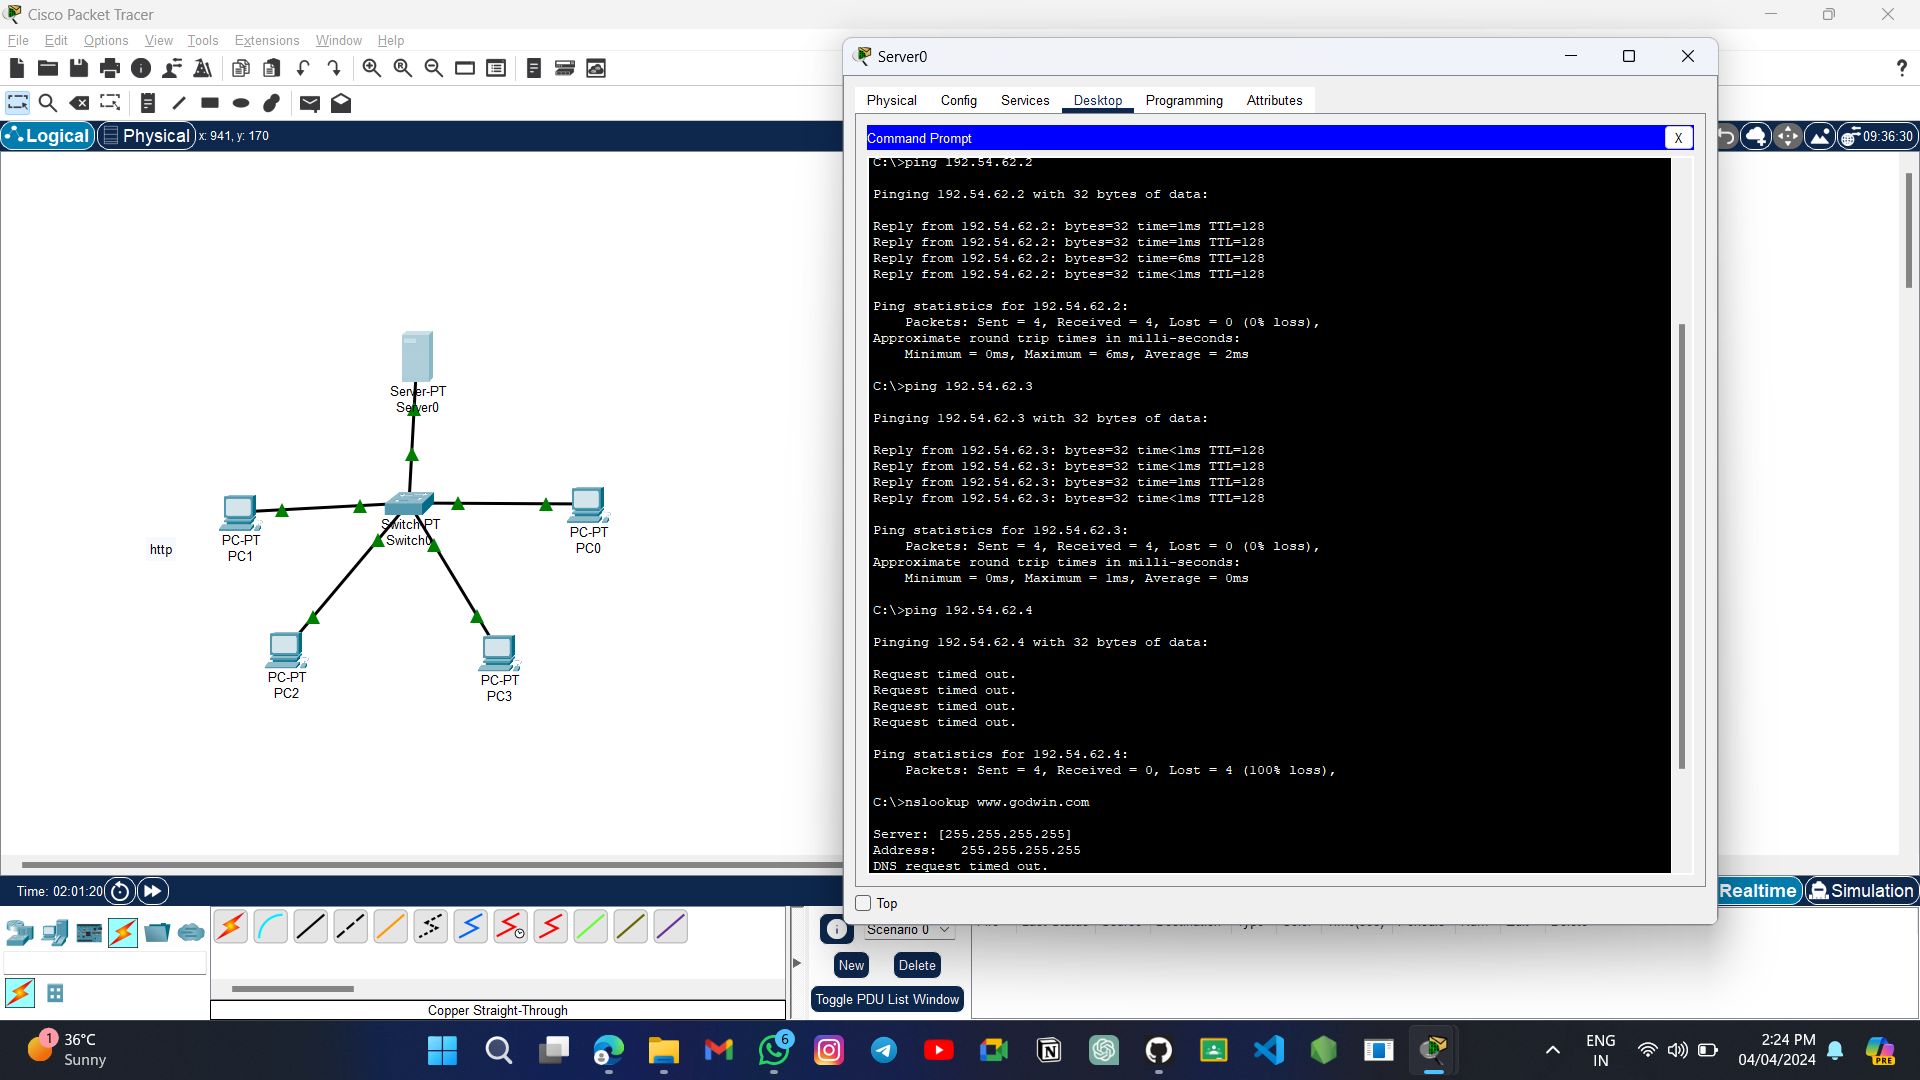 Cisco Packet Tracer
File Edit Options View Tools Extensions Window Help
Logical Physical x: 941, y: 170
09:36:30
Server-PT
Server0
PC-PT
PC1
http
Switch-PT
Switch0
PC-PT
PC0
PC-PT
PC2
PC-PT
PC3
Server0
Physical Config Services Desktop Programming Attributes
Command Prompt X
C:\>ping 192.54.62.2
Pinging 192.54.62.2 with 32 bytes of data:
Reply from 192.54.62.2: bytes=32 time=1ms TTL=128
Reply from 192.54.62.2: bytes=32 time=1ms TTL=128
Reply from 192.54.62.2: bytes=32 time=6ms TTL=128
Reply from 192.54.62.2: bytes=32 time<1ms TTL=128
Ping statistics for 192.54.62.2:
Packets: Sent = 4, Received = 4, Lost = 0 (0% loss),
Approximate round trip times in milli-seconds:
Minimum = 0ms, Maximum = 6ms, Average = 2ms
C:\>ping 192.54.62.3
Pinging 192.54.62.3 with 32 bytes of data:
Reply from 192.54.62.3: bytes=32 time<1ms TTL=128
Reply from 192.54.62.3: bytes=32 time<1ms TTL=128
Reply from 192.54.62.3: bytes=32 time=1ms TTL=128
Reply from 192.54.62.3: bytes=32 time<1ms TTL=128
Ping statistics for 192.54.62.3:
Packets: Sent = 4, Received = 4, Lost = 0 (0% loss),
Approximate round trip times in milli-seconds:
Minimum = 0ms, Maximum = 1ms, Average = 0ms
C:\>ping 192.54.62.4
Pinging 192.54.62.4 with 32 bytes of data:
Request timed out.
Request timed out.
Request timed out.
Request timed out.
Ping statistics for 192.54.62.4:
Packets: Sent = 4, Received = 0, Lost = 4 (100% loss),
C:\>nslookup www.godwin.com
Server: [255.255.255.255]
Address: 255.255.255.255
DNS request timed out.
Top
Time: 02:01:20
Realtime Simulation
Scenario 0
New Delete
Toggle PDU List Window
Copper Straight-Through
1
36°C
Sunny
6
ENG
IN
2:24 PM
04/04/2024
PRE